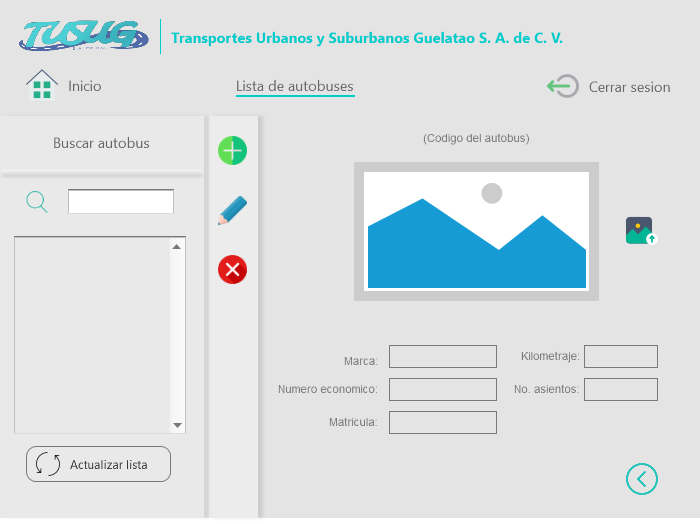 TUSUG
Transportes Urbanos y Suburbanos Guelatao S. A. de C. V.
Inicio
Lista de autobuses
Cerrar sesion
Buscar autobus
(Codigo del autobus)
Marca:
Kilometraje:
Numero economico:
No. asientos:
Matricula:
Actualizar lista